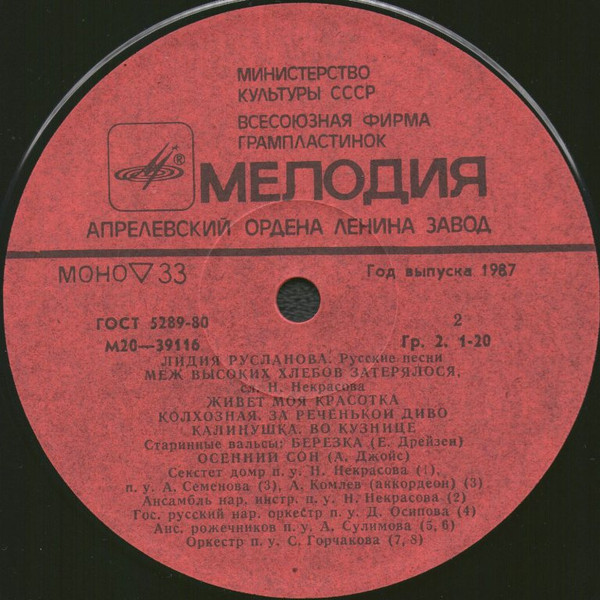 МИНИСТЕРСТВО
КУЛЬТУРЫ СССР
ВСЕСОЮЗНАЯ ФИРМА
ГРАМПЛАСТИНОК
®
МЕЛОДИЯ
АПРЕЛЕВСКИЙ ОРДЕНА ЛЕНИНА ЗАВОД
МОНО ▽ 33
Год выпуска 1987
ГОСТ 5289-80
2
М20—39116
Гр. 2. 1-20
ЛИДИЯ РУСЛАНОВА. Русские песни
МЕЖ ВЫСОКИХ ХЛЕБОВ ЗАТЕРЯЛОСЯ,
сл. Н. Некрасова
ЖИВЕТ МОЯ КРАСОТКА
КОЛХОЗНАЯ. ЗА РЕЧЕНЬКОЙ ДИВО
КАЛИНУШКА. ВО КУЗНИЦЕ
Старинные вальсы: БЕРЕЗКА (Е. Дрейзен)
ОСЕННИЙ СОН (А. Джойс)
Секстет домр п. у. Н. Некрасова (1),
п. у. А. Семенова (3), А. Комлев (аккордеон) (3)
Ансамбль нар. инстр. п. у. Н. Некрасова (2)
Гос. русский нар. оркестр п. у. Д. Осипова (4)
Анс. рожечников п. у. А. Сулимова (5, 6)
Оркестр п. у. С. Горчакова (7, 8)